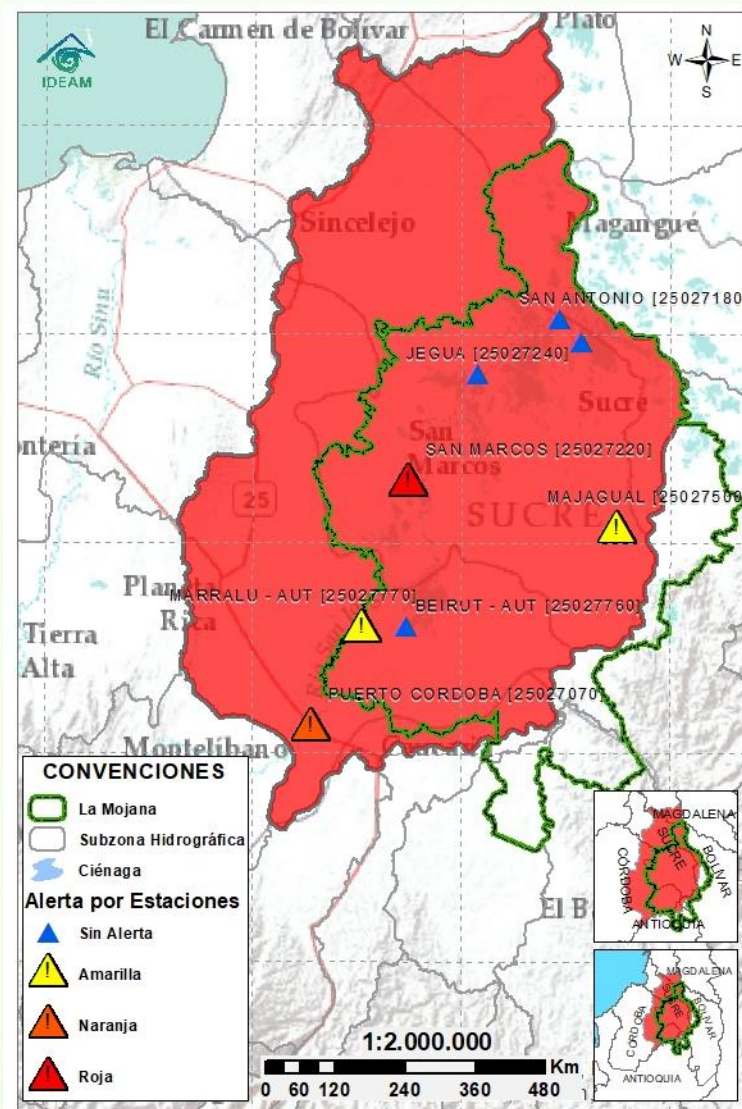 El Carmen de Bolívar
Plato
IDEAM
N
W E
S
Sincelejo
Magangué
SAN ANTONIO [25027180
Río Sinú
JEGUA [25027240]
Sucre
San
Marcos
ntería
SAN MARCOS [25027220]
25
MAJAGUAL [25027500
SUCRE
Planeta
Rica
MARRALU - AUT [25027770]
BEIRUT - AUT [25027760]
Tierra
Alta
PUERTO CORDOBA [25027070]
Montelíbano
CONVENCIONES
La Mojana
Subzona Hidrográfica
Ciénaga
Alerta por Estaciones
Sin Alerta
Amarilla
Naranja
Roja
El B
1:2.000.000
Km
0 60 120 240 360 480
MAGDALENA
SUCRE
BOLÍVAR
CÓRDOBA
ANTIOQUIA
MAGDALENA
SUCRE
BOLÍVAR
CÓRDOBA
ANTIOQUIA